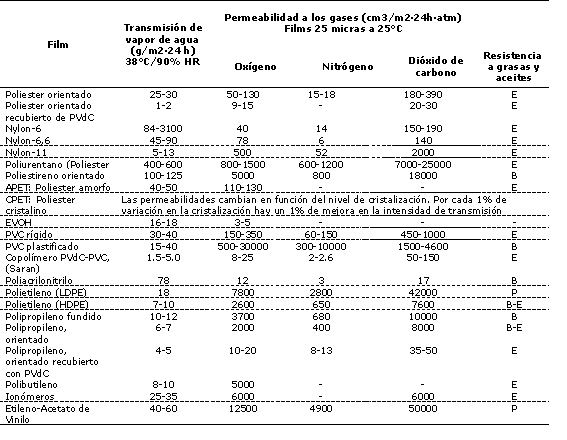 Film
Transmisión de vapor de agua (g/m2·24 h) 38°C/90% HR
Permeabilidad a los gases (cm3/m2·24h·atm)
Films 25 micras a 25°C
Oxígeno Nitrógeno Dióxido de carbono Resistencia a grasas y aceites
Poliester orientado 25-30 50-130 15-18 180-390 E
Poliester orientado recubierto de PVdC 1-2 9-15 - 20-30 E
Nylon-6 84-3100 40 14 150-190 E
Nylon-6,6 45-90 78 6 140 E
Nylon-11 5-13 500 52 2000 E
Poliuretano (Poliester 400-600 800-1500 600-1200 7000-25000 E
Poliestireno orientado 100-125 5000 800 18000 B
APET: Poliester amorfo 40-50 110-130 - - E
CPET: Poliester cristalino Las permeabilidades cambian en función del nivel de cristalización. Por cada 1% de
variación en la cristalización hay un 1% de mejora en la intensidad de transmisión
EVOH 16-18 3-5 - - -
PVC rígido 30-40 150-350 60-150 450-1000 E
PVC plastificado 15-40 500-30000 300-10000 1500-4600 B
Copolímero PVdC-PVC, (Saran) 1.5-5.0 8-25 2-2.6 50-150 E
Poliacrilonitrilo 78 12 3 17 B
Polietileno (LDPE) 18 7800 2800 42000 P
Polietileno (HDPE) 7-10 2600 650 7600 B-E
Polipropileno fundido 10-12 3700 680 10000 B
Polipropileno, orientado 6-7 2000 400 8000 B-E
Polipropileno, orientado recubierto con PVdC 4-5 10-20 8-13 35-50 E
Polibutileno 8-10 5000 - - E
Ionómeros 25-35 6000 - 6000 E
Etileno-Acetato de Vinilo 40-60 12500 4900 50000 P